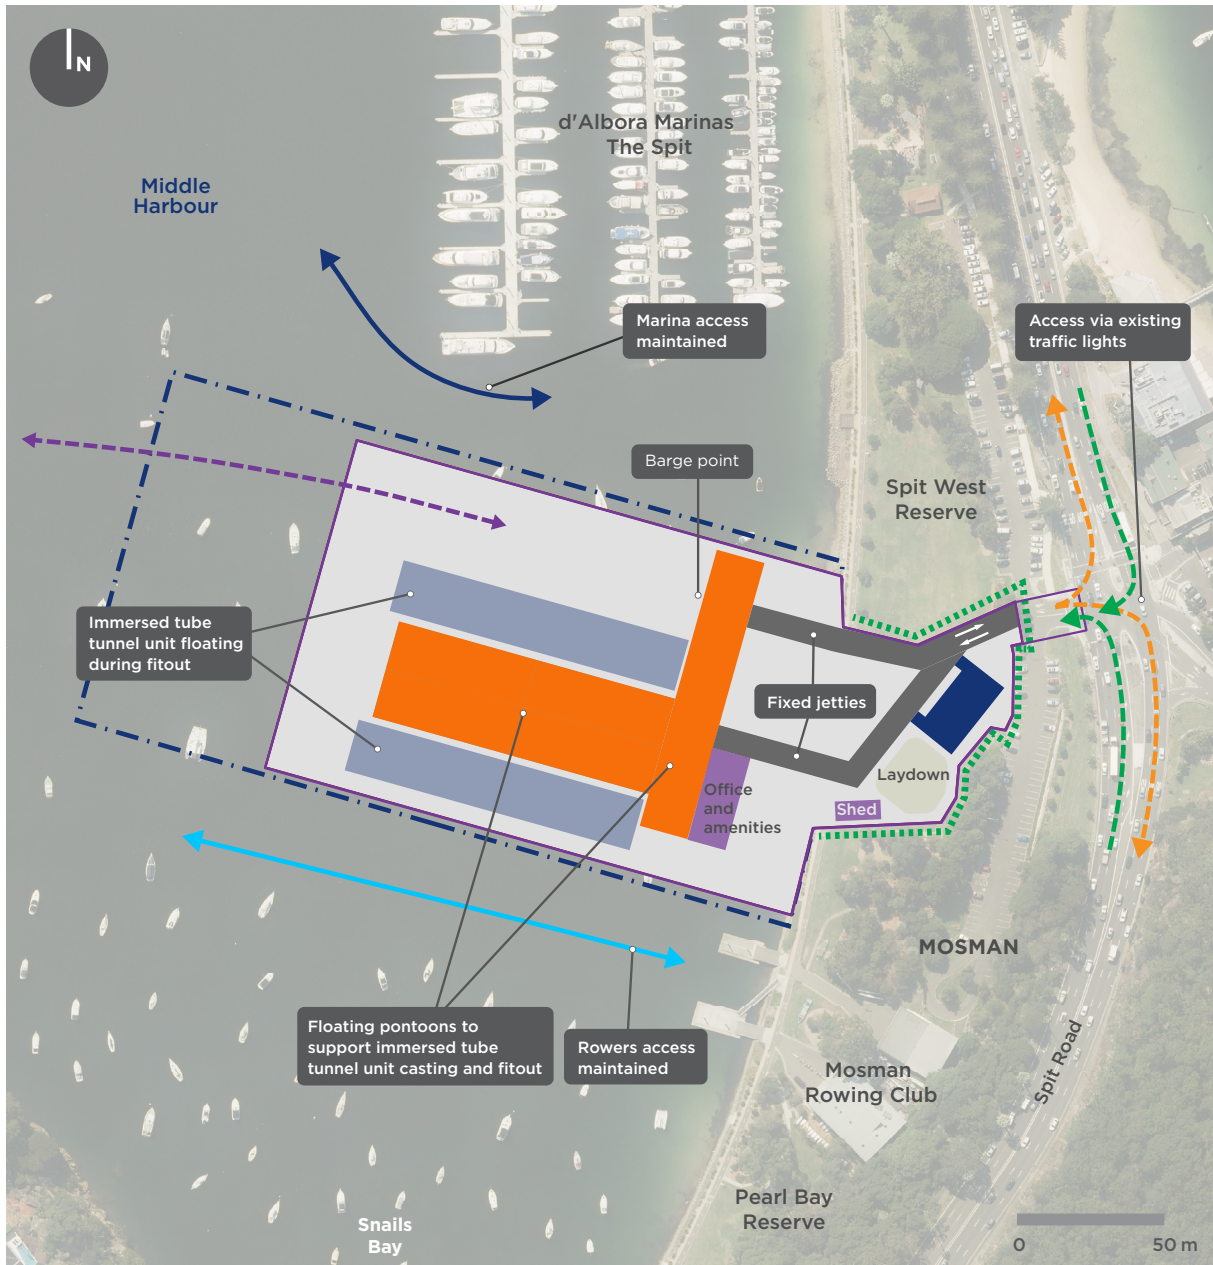 N
d'Albora Marinas
The Spit
Middle
Harbour
Marina access
maintained
Access via existing
traffic lights
Barge point
Spit West
Reserve
Immersed tube
tunnel unit floating
during fitout
Fixed jetties
Laydown
Office
and
amenities
Shed
MOSMAN
Floating pontoons to
support immersed tube
tunnel unit casting and fitout
Rowers access
maintained
Mosman
Rowing Club
Spit Road
Pearl Bay
Reserve
Snails
Bay
0 50 m